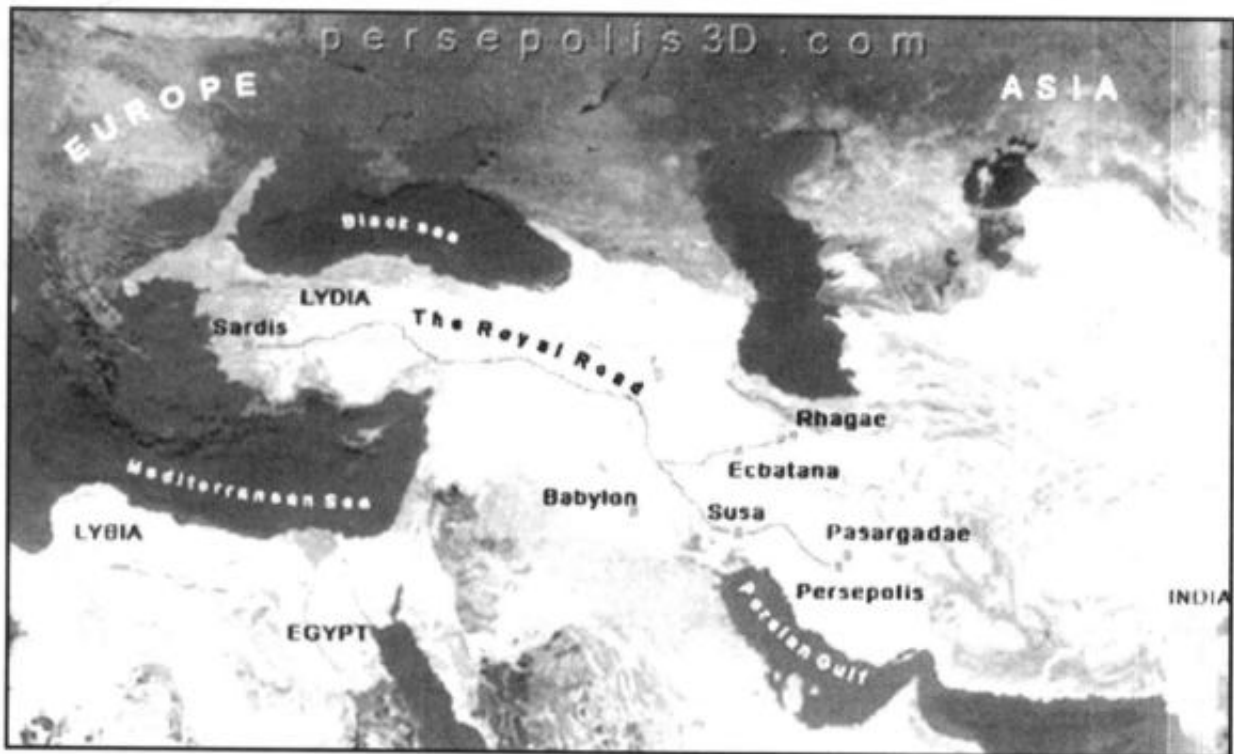 persepolis3D.com
EUROPE
ASIA
Black sea
LYDIA
Sardis
The Royal Road
Rhagae
Ecbatana
Mediterranean Sea
Babylon
Susa
LYBIA
Pasargadae
Persepolis
INDIA
EGYPT
Persian Gulf